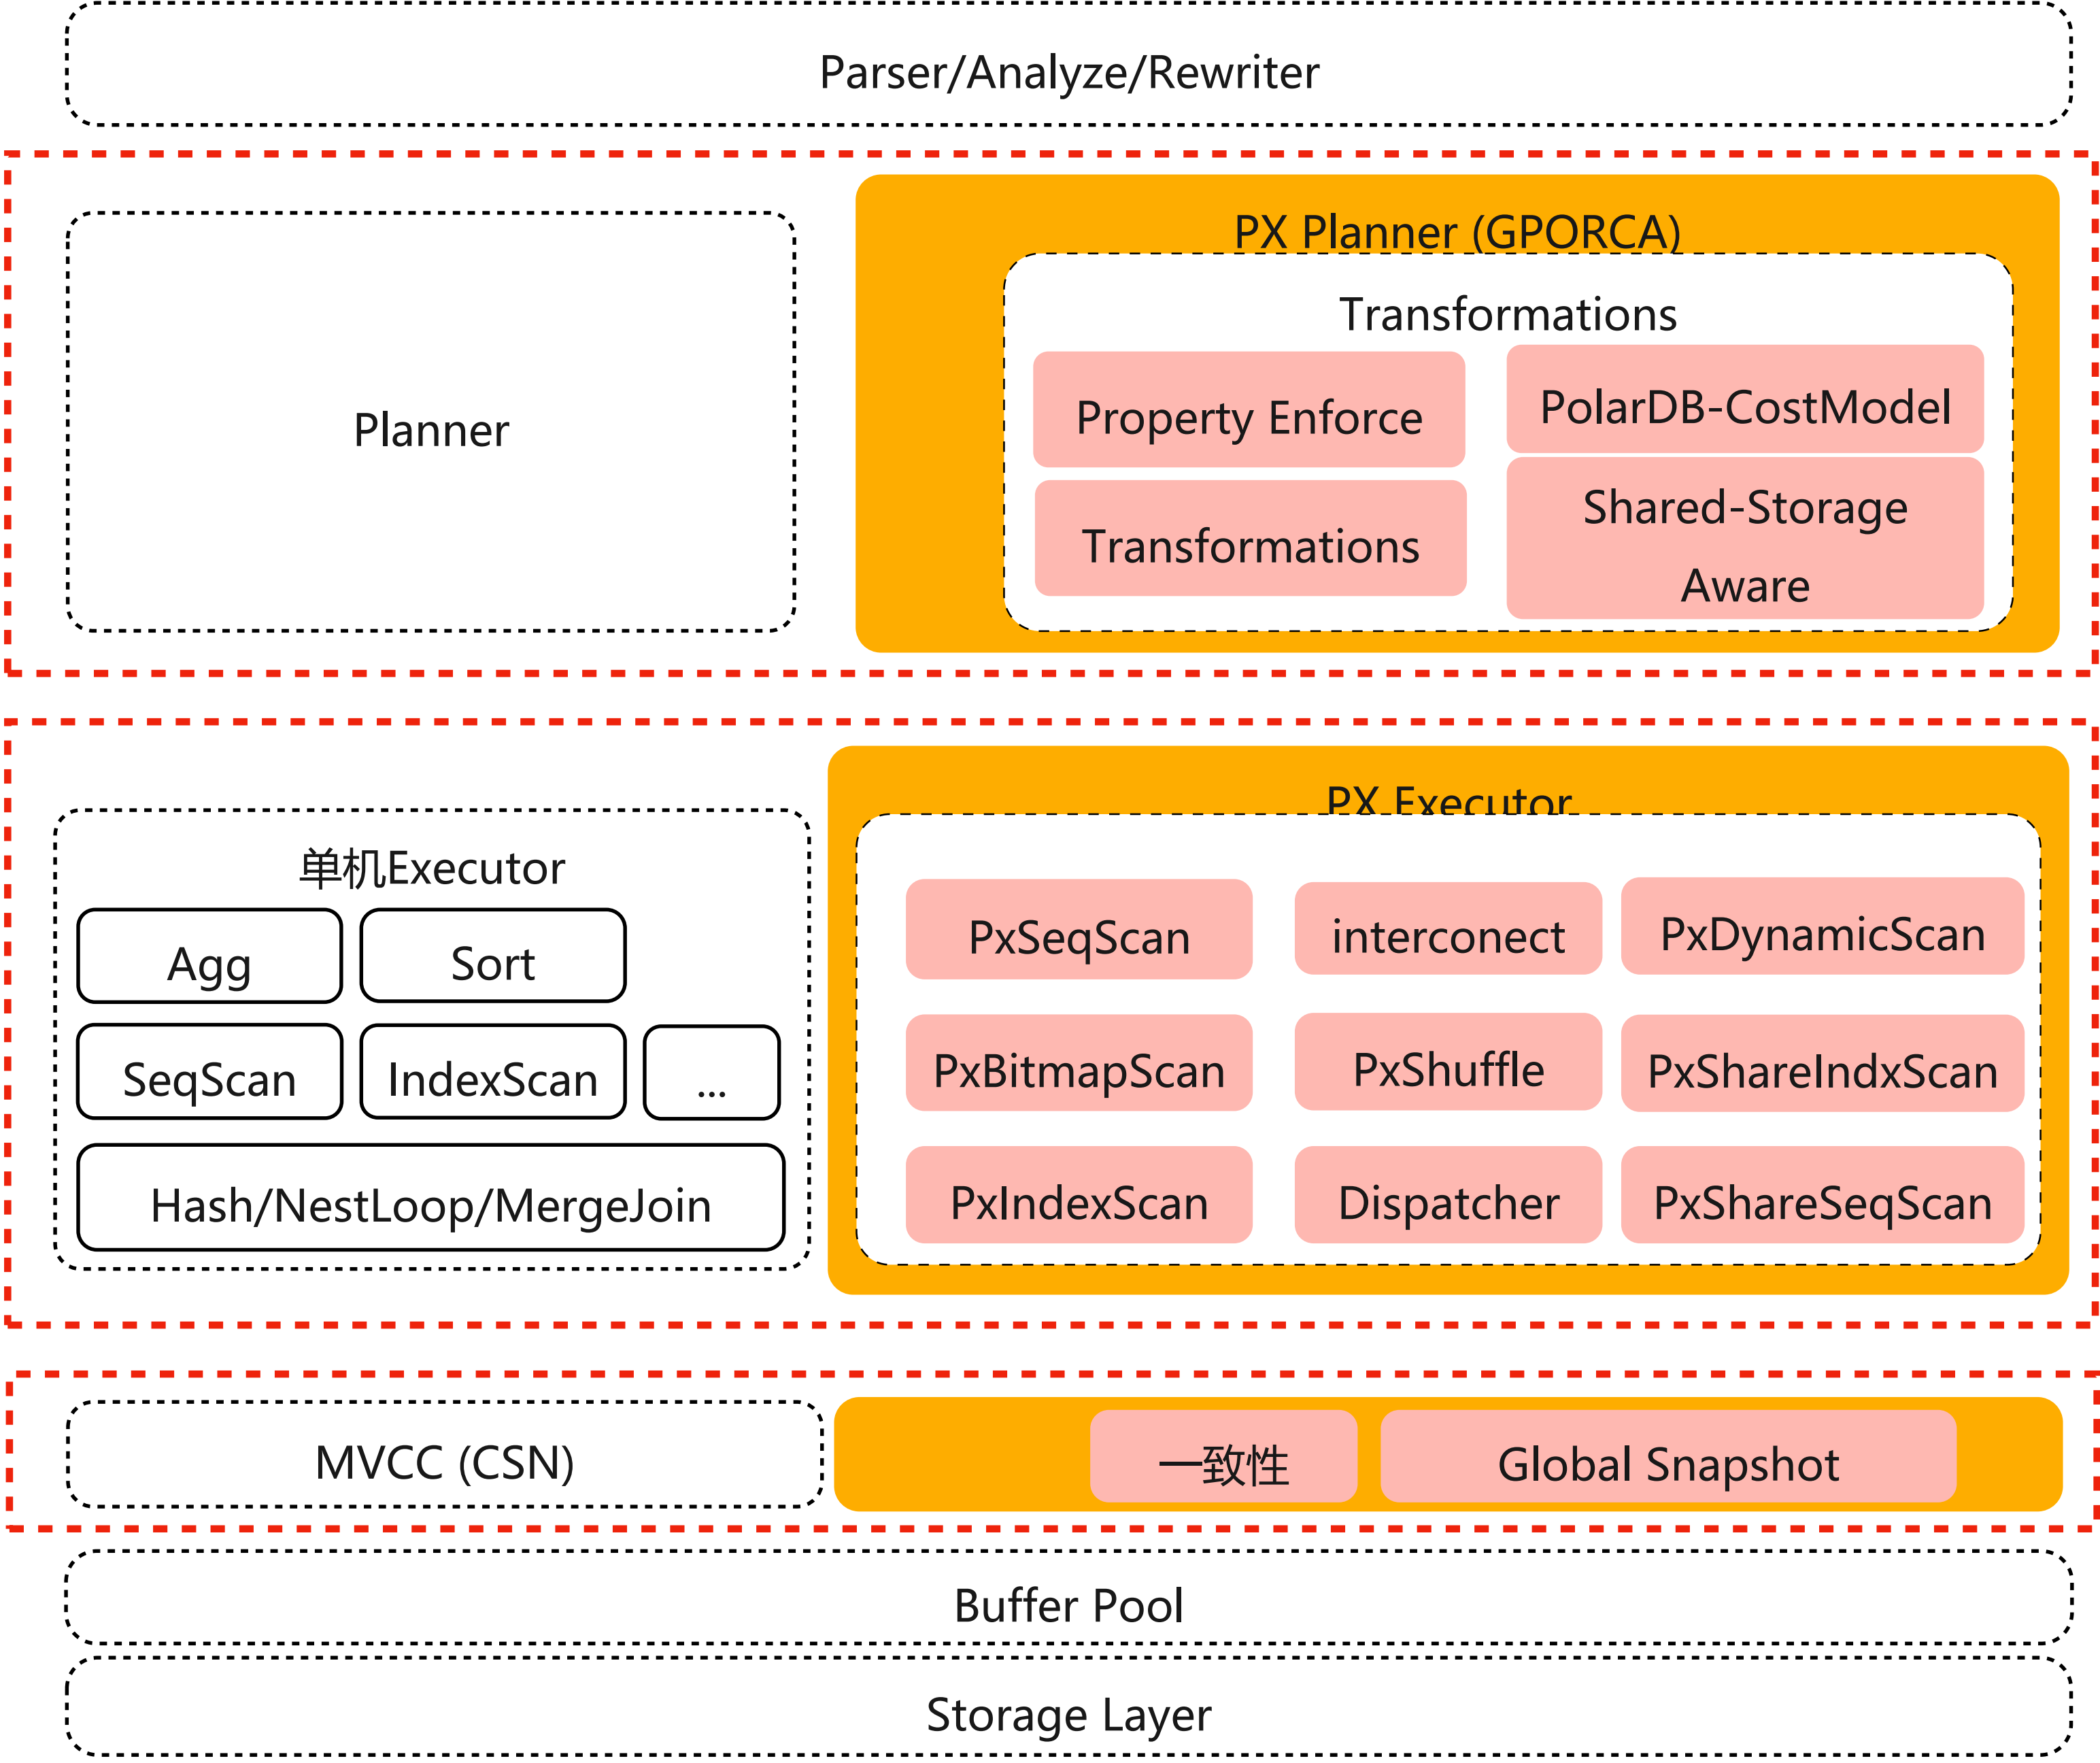 Parser/Analyze/Rewriter
Planner
PX Planner (GPORCA)
Transformations
Property Enforce
PolarDB-CostModel
Transformations
Shared-Storage
Aware
PX Executor
单机Executor
Agg
Sort
SeqScan
IndexScan
...
Hash/NestLoop/MergeJoin
PxSeqScan
interconect
PxDynamicScan
PxBitmapScan
PxShuffle
PxShareIndxScan
PxIndexScan
Dispatcher
PxShareSeqScan
MVCC (CSN)
一致性
Global Snapshot
Buffer Pool
Storage Layer